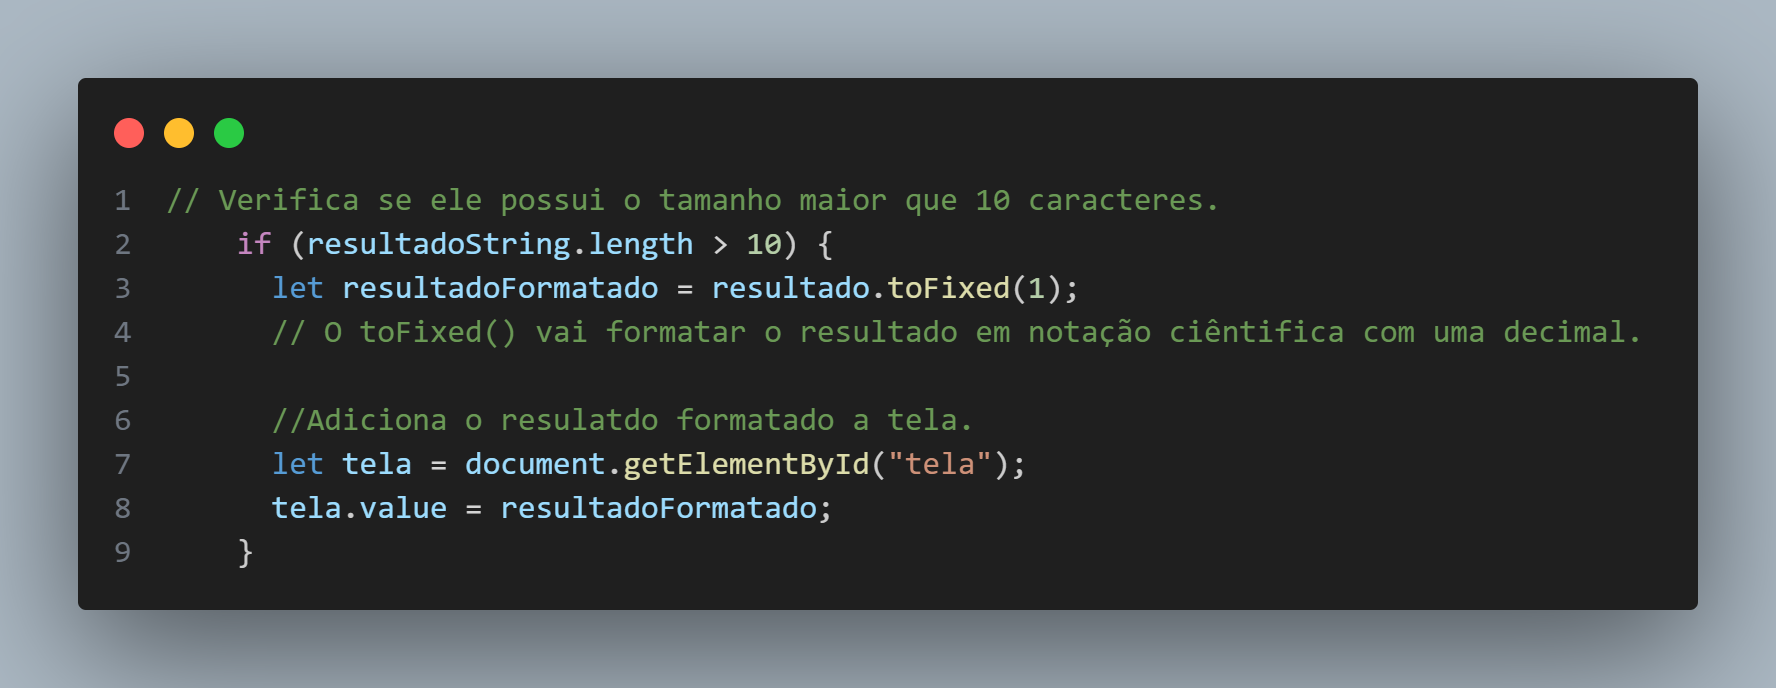 1 // Verifica se ele possui o tamanho maior que 10 caracteres.
2     if (resultadoString.length > 10) {
3       let resultadoFormatado = resultado.toFixed(1);
4       // O toFixed() vai formatar o resultado em notação ciêntifica com uma decimal.
5
6       //Adiciona o resulatdo formatado a tela.
7       let tela = document.getElementById("tela");
8       tela.value = resultadoFormatado;
9     }